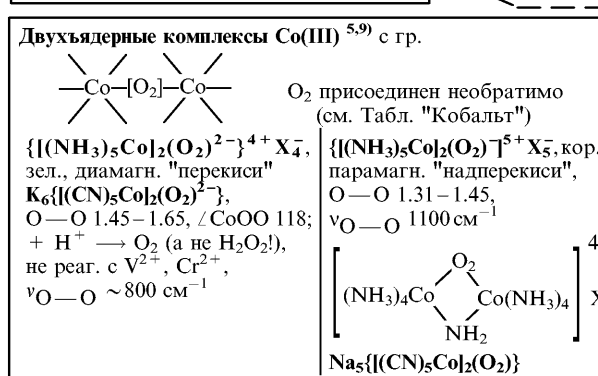 Двухъядерные комплексы Co(III) ⁵,⁹⁾ с гр.
Co—[O₂]—Co
O₂ присоединен необратимо
(см. Табл. "Кобальт")
{[(NH₃)₅Co]₂(O₂)²⁻}⁴⁺X₄⁻,
зел., диамагн. "перекиси"
K₆{[(CN)₅Co]₂(O₂)²⁻},
O—O 1.45−1.65, ∠CoOO 118;
+ H⁺ ⟶ O₂ (а не H₂O₂!),
не реаг. с V²⁺, Cr²⁺,
νO—O ~800 см⁻¹
{[(NH₃)₅Co]₂(O₂)⁻]⁵⁺X₅⁻, кор.
парамагн. "надперекиси",
O—O 1.31−1.45,
νO—O 1100 см⁻¹
4
O₂
(NH₃)₄Co Co(NH₃)₄ X
NH₂
Na₅{[(CN)₅Co]₂(O₂)}